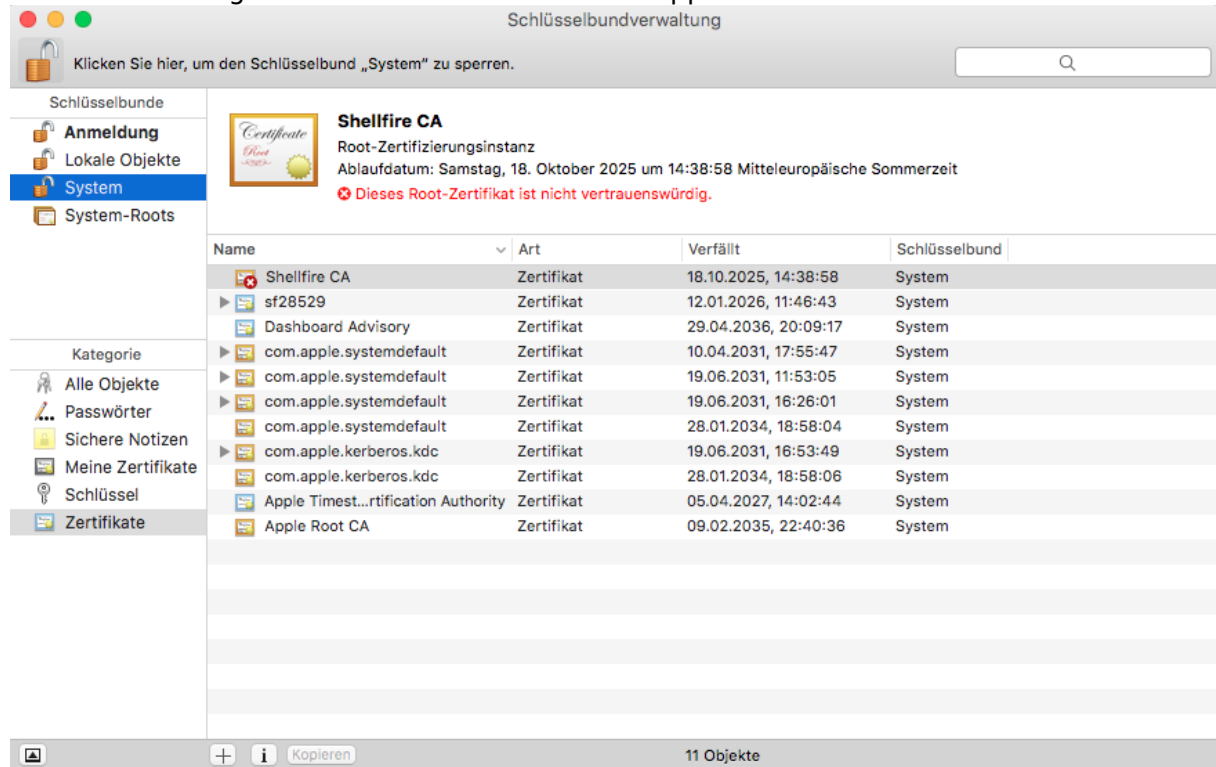 Schlüsselbundverwaltung
Klicken Sie hier, um den Schlüsselbund „System" zu sperren.
Schlüsselbunde
Anmeldung
Lokale Objekte
System
System-Roots
Certificate
Root
Shellfire CA
Root-Zertifizierungsinstanz
Ablaufdatum: Samstag, 18. Oktober 2025 um 14:38:58 Mitteleuropäische Sommerzeit
Dieses Root-Zertifikat ist nicht vertrauenswürdig.
Name Art Verfällt Schlüsselbund
Shellfire CA Zertifikat 18.10.2025, 14:38:58 System
sf28529 Zertifikat 12.01.2026, 11:46:43 System
Dashboard Advisory Zertifikat 29.04.2036, 20:09:17 System
com.apple.systemdefault Zertifikat 10.04.2031, 17:55:47 System
com.apple.systemdefault Zertifikat 19.06.2031, 11:53:05 System
com.apple.systemdefault Zertifikat 19.06.2031, 16:26:01 System
com.apple.systemdefault Zertifikat 28.01.2034, 18:58:04 System
com.apple.kerberos.kdc Zertifikat 19.06.2031, 16:53:49 System
com.apple.kerberos.kdc Zertifikat 28.01.2034, 18:58:06 System
Apple Timest...rtification Authority Zertifikat 05.04.2027, 14:02:44 System
Apple Root CA Zertifikat 09.02.2035, 22:40:36 System
Kategorie
Alle Objekte
Passwörter
Sichere Notizen
Meine Zertifikate
Schlüssel
Zertifikate
Kopieren
11 Objekte